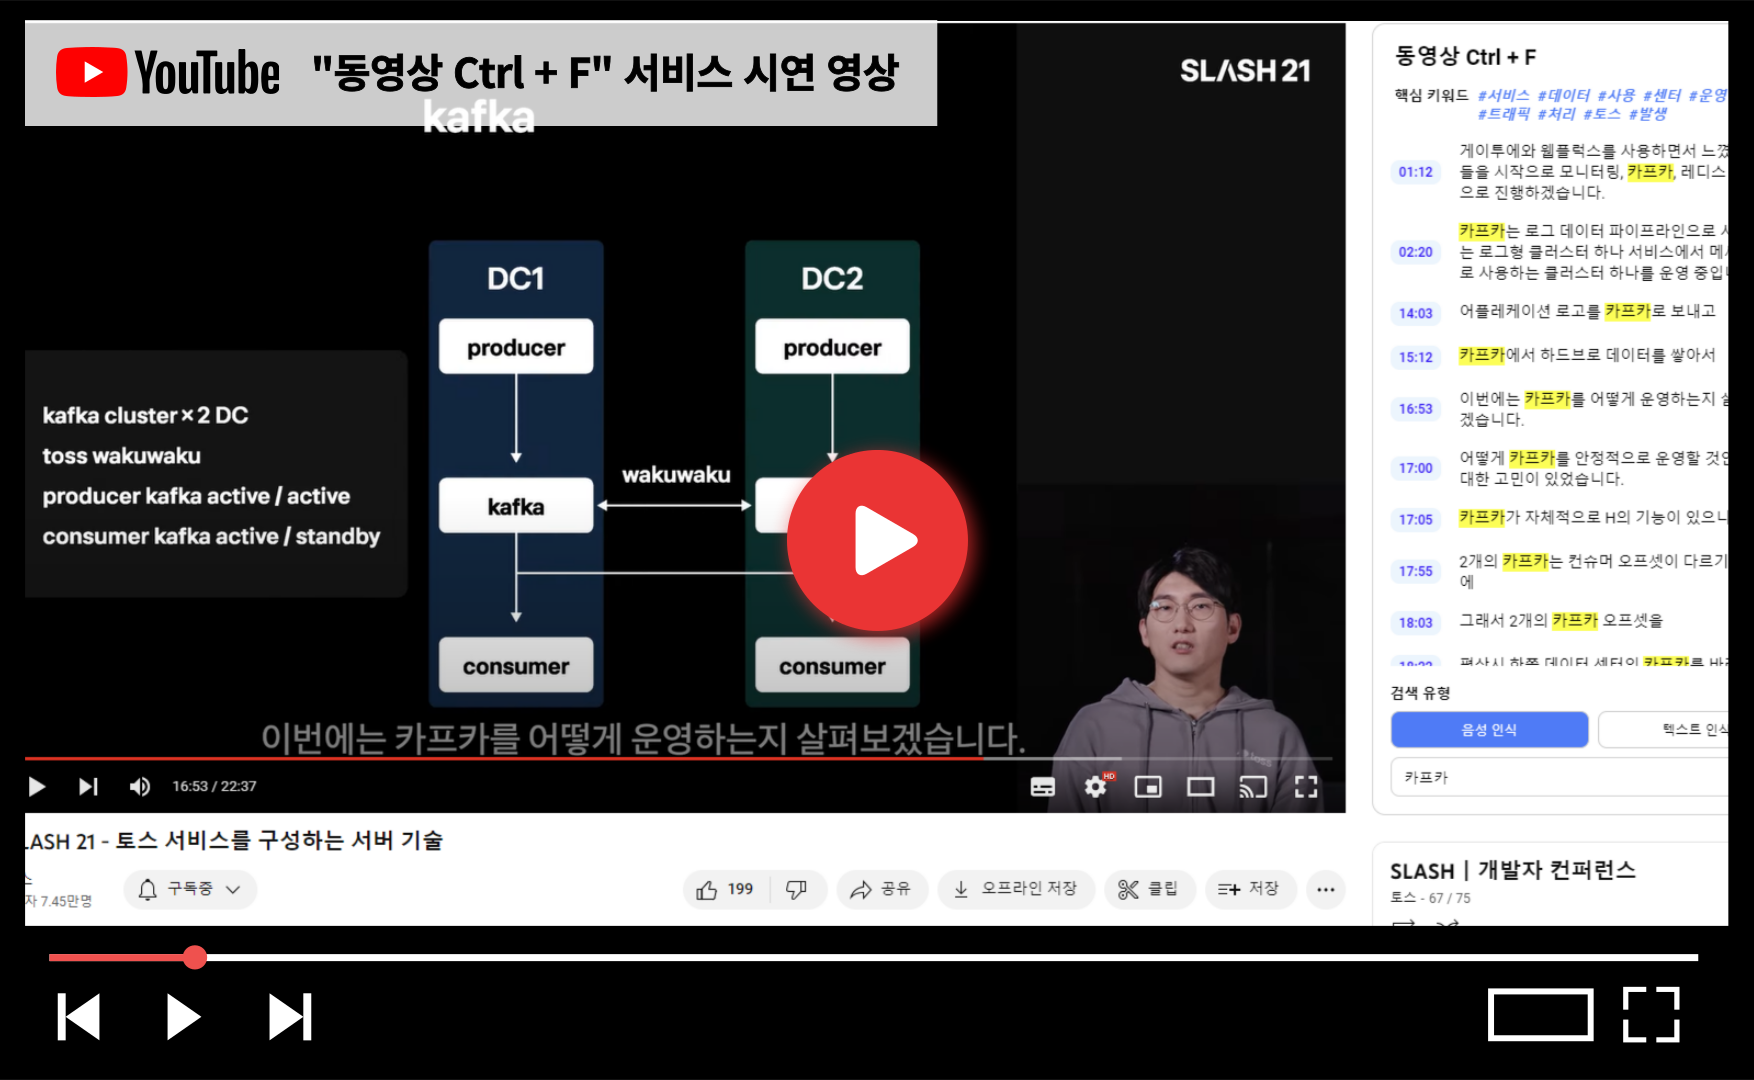 YouTube "동영상 Ctrl + F" 서비스 시연 영상
kafka
SLASH 21
DC1
DC2
producer
producer
kafka cluster × 2 DC
toss wakuwaku
producer kafka active / active
consumer kafka active / standby
wakuwaku
kafka
consumer
consumer
이번에는 카프카를 어떻게 운영하는지 살펴보겠습니다.
toss
16:53 / 22:37
HD
LASH 21 - 토스 서비스를 구성하는 서버 기술
자 7.45만명
구독중
199
공유
오프라인 저장
클립
저장
동영상 Ctrl + F
핵심 키워드 #서비스 #데이터 #사용 #센터 #운영
#트래픽 #처리 #토스 #발생
01:12
게이투에와 웹플럭스를 사용하면서 느꼈
들을 시작으로 모니터링, 카프카, 레디스
으로 진행하겠습니다.
02:20
카프카는 로그 데이터 파이프라인으로
는 로그형 클러스터 하나 서비스에서
로 사용하는 클러스터 하나를 운영
14:03
어플레케이션 로고를 카프카로 보내고
15:12
카프카에서 하드브로 데이터를 쌓아서
16:53
이번에는 카프카를 어떻게 운영하는지
겠습니다.
17:00
어떻게 카프카를 안정적으로 운영할
대한 고민이 있었습니다.
17:05
카프카가 자체적으로 H의 기능이
17:55
2개의 카프카는 컨슈머 오프셋이 다르기
에
18:03
그래서 2개의 카프카 오프셋을
검색 유형
음성 인식
텍스트 인식
카프카
SLASH | 개발자 컨퍼런스
토스 - 67 / 75